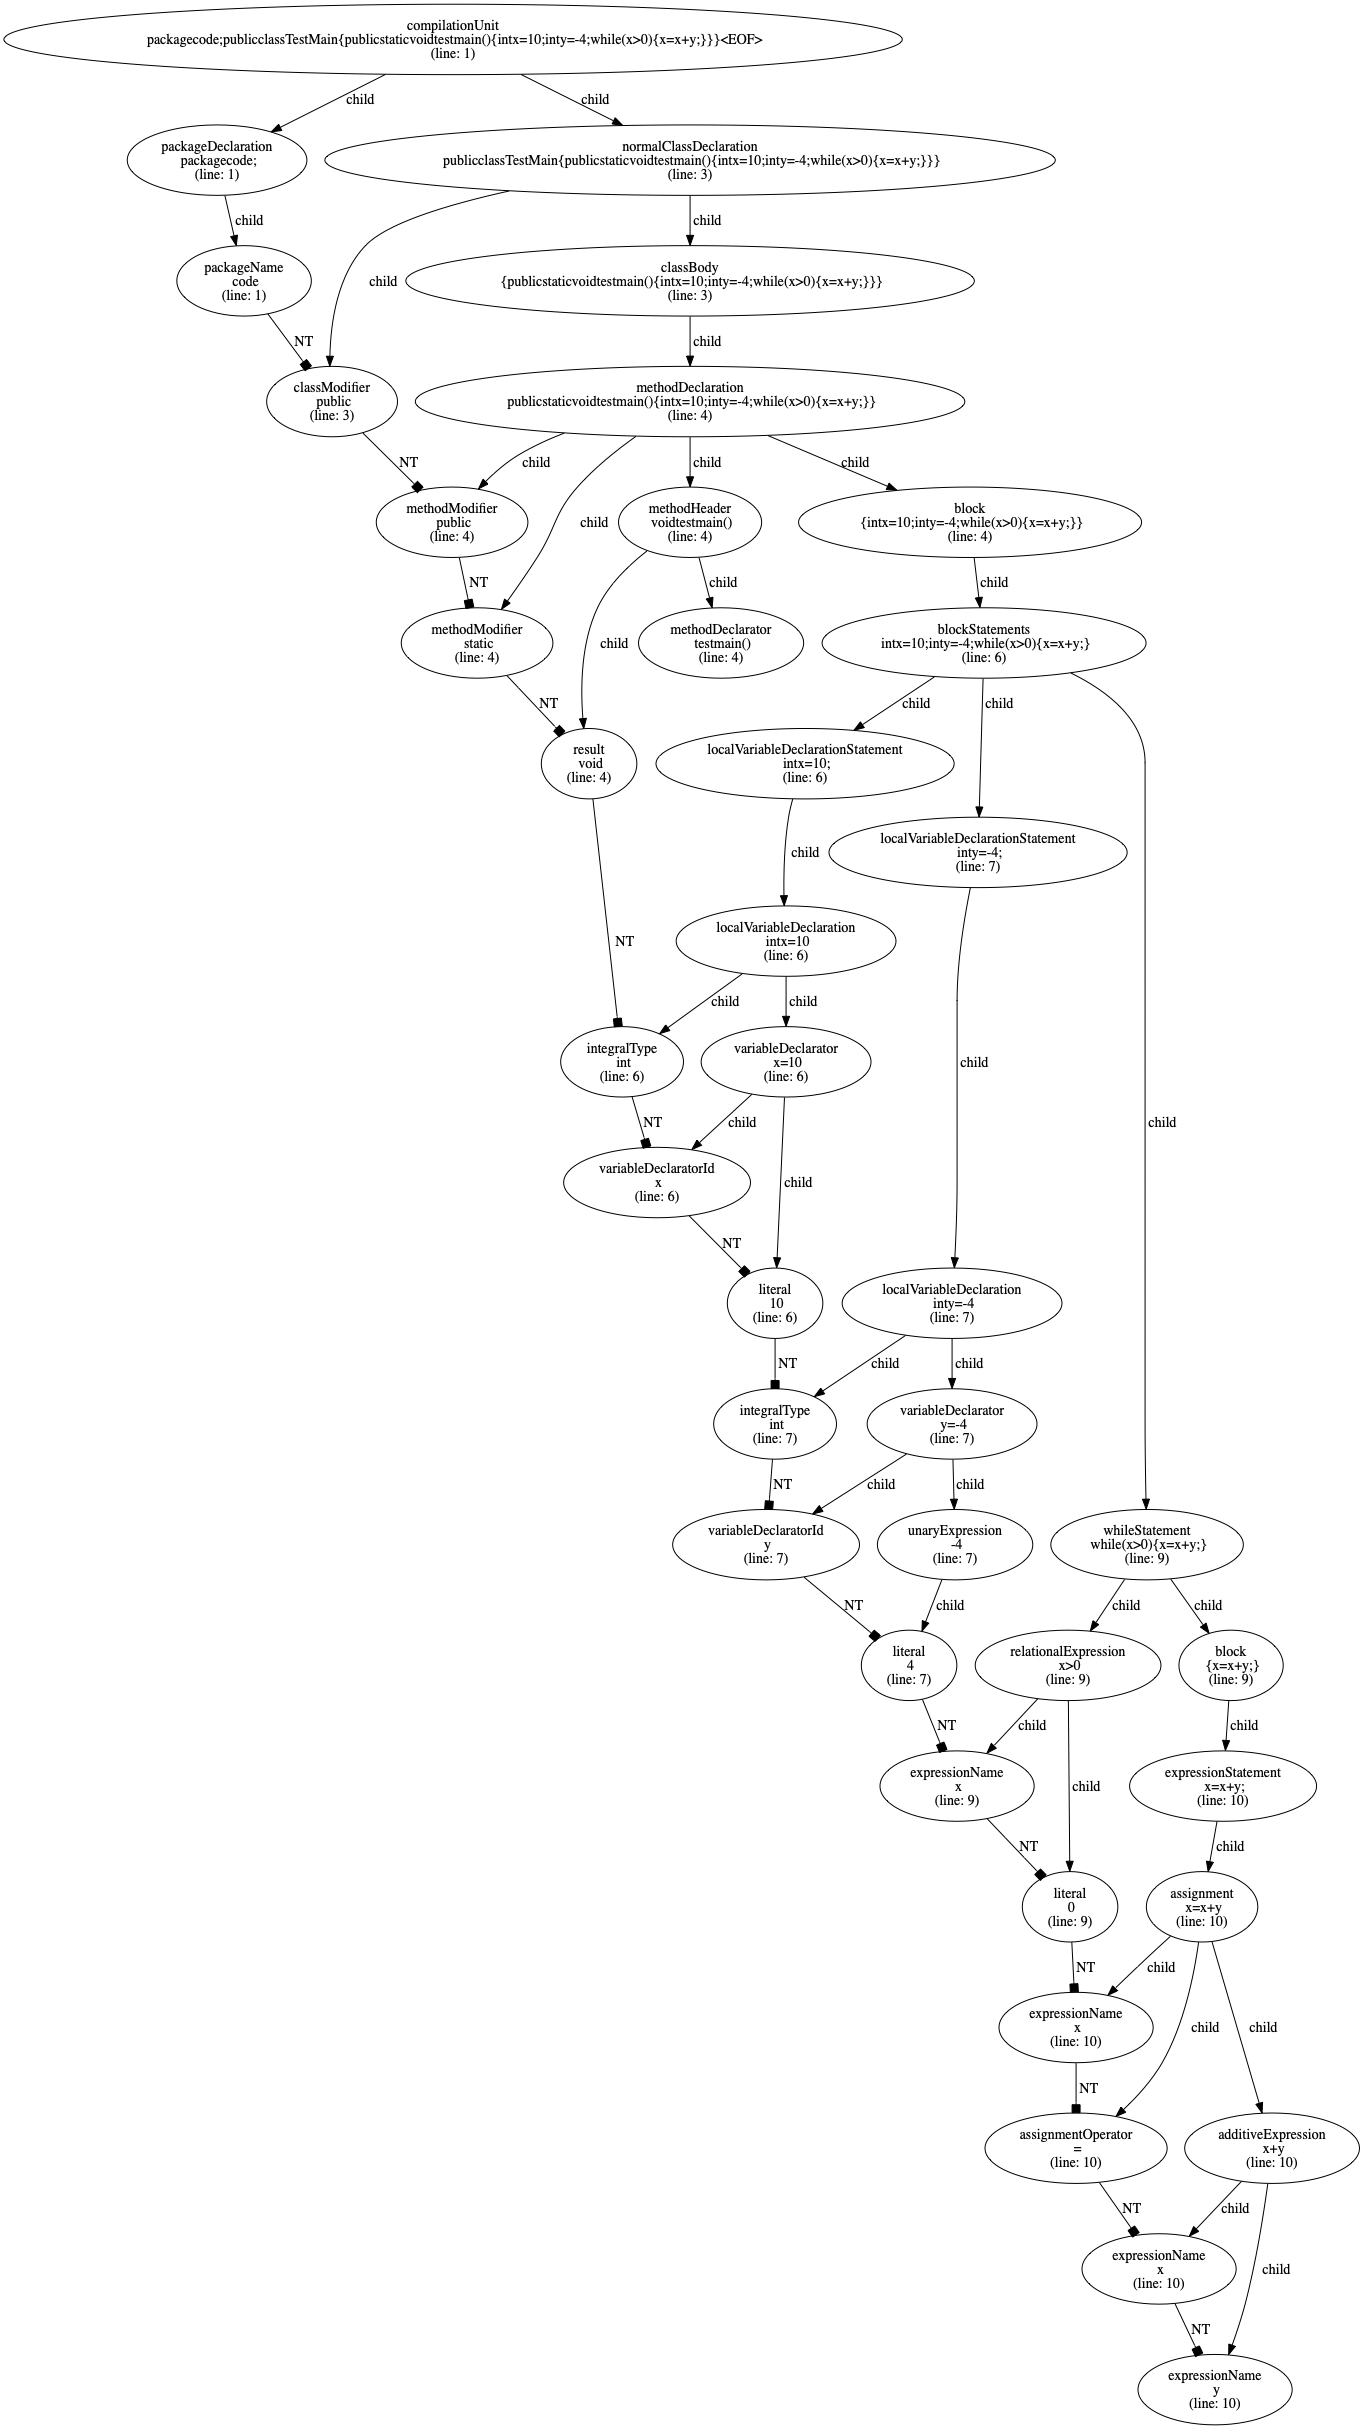 compilationUnit
packagecode;publicclassTestMain{publicstaticvoidtestmain(){intx=10;inty=-4;while(x>0){x=x+y;}}}<EOF>
(line: 1)
child
child
packageDeclaration
packagecode;
(line: 1)
normalClassDeclaration
publicclassTestMain{publicstaticvoidtestmain(){intx=10;inty=-4;while(x>0){x=x+y;}}}
(line: 3)
child
child
child
packageName
code
(line: 1)
classBody
{publicstaticvoidtestmain(){intx=10;inty=-4;while(x>0){x=x+y;}}}
(line: 3)
NT
child
classModifier
public
(line: 3)
methodDeclaration
publicstaticvoidtestmain(){intx=10;inty=-4;while(x>0){x=x+y;}}
(line: 4)
NT
child
child
child
child
methodModifier
public
(line: 4)
methodHeader
voidtestmain()
(line: 4)
block
{intx=10;inty=-4;while(x>0){x=x+y;}}
(line: 4)
NT
child
child
child
methodModifier
static
(line: 4)
methodDeclarator
testmain()
(line: 4)
blockStatements
intx=10;inty=-4;while(x>0){x=x+y;}
(line: 6)
NT
child
child
child
result
void
(line: 4)
localVariableDeclarationStatement
intx=10;
(line: 6)
child
localVariableDeclarationStatement
inty=-4;
(line: 7)
NT
localVariableDeclaration
intx=10
(line: 6)
child
child
child
integralType
int
(line: 6)
variableDeclarator
x=10
(line: 6)
NT
child
child
variableDeclaratorId
x
(line: 6)
NT
literal
10
(line: 6)
localVariableDeclaration
inty=-4
(line: 7)
NT
child
child
integralType
int
(line: 7)
variableDeclarator
y=-4
(line: 7)
NT
child
child
variableDeclaratorId
y
(line: 7)
unaryExpression
-4
(line: 7)
whileStatement
while(x>0){x=x+y;}
(line: 9)
NT
child
child
child
literal
4
(line: 7)
relationalExpression
x>0
(line: 9)
block
{x=x+y;}
(line: 9)
NT
child
child
child
expressionName
x
(line: 9)
expressionStatement
x=x+y;
(line: 10)
NT
child
literal
0
(line: 9)
assignment
x=x+y
(line: 10)
NT
child
child
child
expressionName
x
(line: 10)
NT
assignmentOperator
=
(line: 10)
additiveExpression
x+y
(line: 10)
NT
child
child
expressionName
x
(line: 10)
NT
expressionName
y
(line: 10)